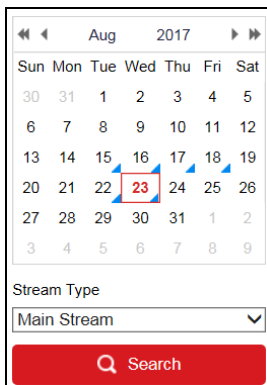 Aug 2017
Sun Mon Tue Wed Thu Fri Sat
30 31 1 2 3 4 5
6 7 8 9 10 11 12
13 14 15 16 17 18 19
20 21 22 23 24 25 26
27 28 29 30 31 1 2
3 4 5 6 7 8 9
Stream Type
Main Stream
Search